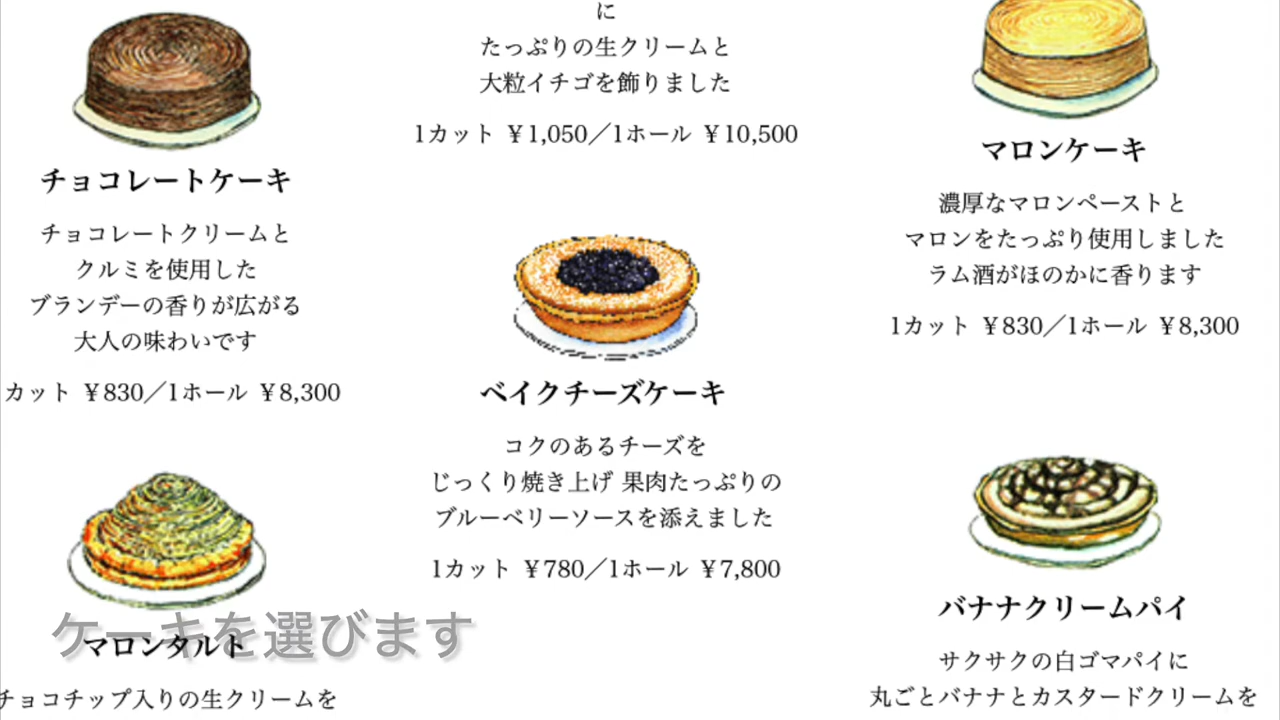 チョコレートケーキ
チョコレートクリームと
クルミを使用した
ブランデーの香りが広がる
大人の味わいです
カット ￥830／1ホール ￥8,300
マロンタルト
チョコチップ入りの生クリームを
に
たっぷりの生クリームと
大粒イチゴを飾りました
1カット ￥1,050／1ホール ￥10,500
ベイクチーズケーキ
コクのあるチーズを
じっくり焼き上げ 果肉たっぷりの
ブルーベリーソースを添えました
1カット ￥780／1ホール ￥7,800
マロンケーキ
濃厚なマロンペーストと
マロンをたっぷり使用しました
ラム酒がほのかに香ります
1カット ￥830／1ホール ￥8,300
バナナクリームパイ
サクサクの白ゴマパイに
丸ごとバナナとカスタードクリームを
ケーキを選びます